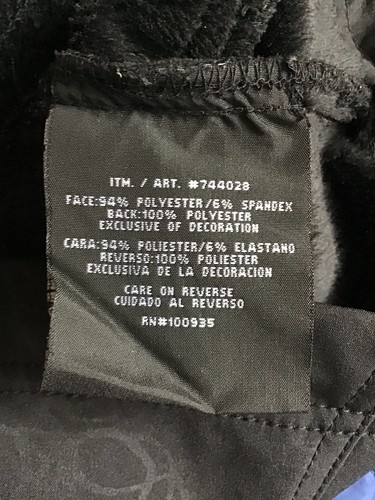 ITM. / ART. #744028
FACE:94% POLYESTER/6% SPANDEX
BACK:100% POLYESTER
EXCLUSIVE OF DECORATION
CARA:94% POLIESTER/6% ELASTANO
REVERSO:100% POLIESTER
EXCLUSIVA DE LA DECORACION
CARE ON REVERSE
CUIDADO AL REVERSO
RN#100935